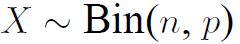 X ∼ Bin(n, p)